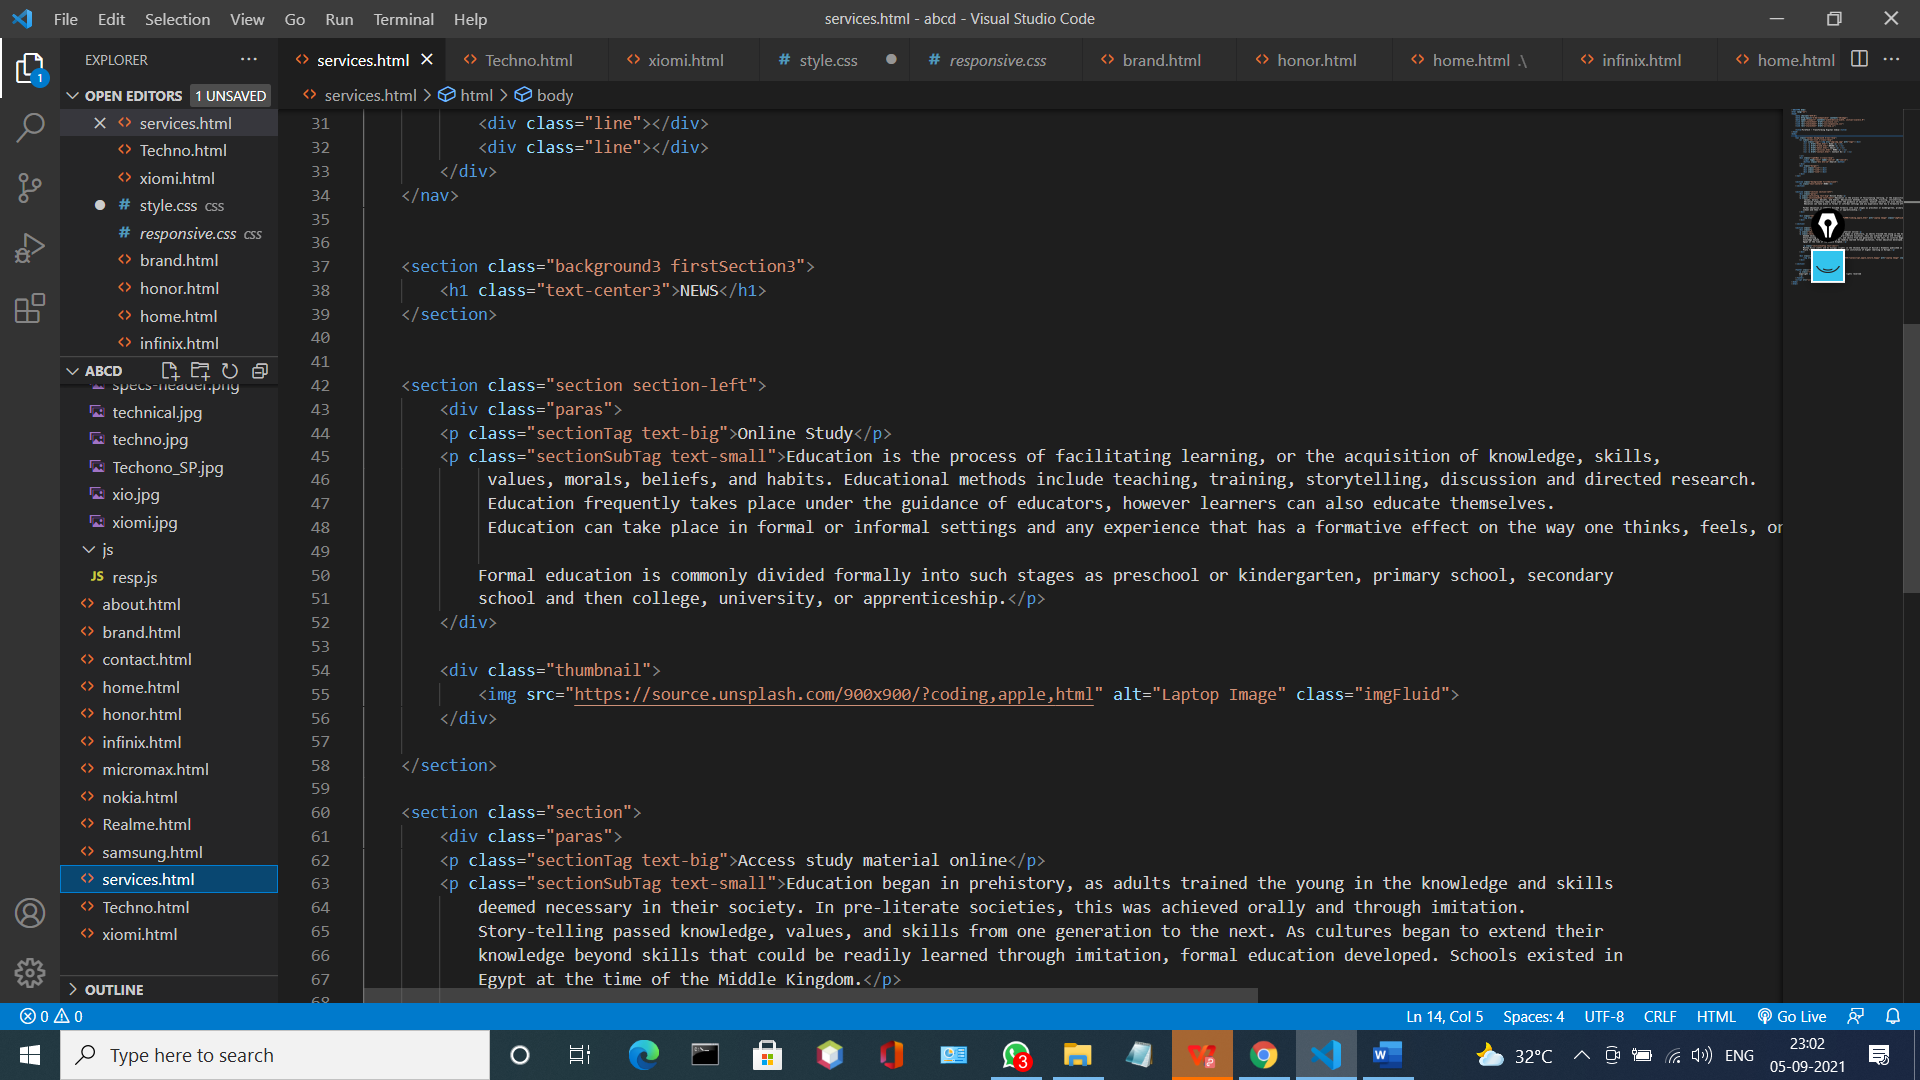 File Edit Selection View Go Run Terminal Help
services.html - abcd - Visual Studio Code
EXPLORER
services.html Techno.html xiomi.html style.css responsive.css brand.html honor.html home.html .\ infinix.html home.html
OPEN EDITORS 1 UNSAVED
services.html
Techno.html
xiomi.html
style.css css
responsive.css css
brand.html
honor.html
home.html
infinix.html
ABCD
specs-header.png
technical.jpg
techno.jpg
Techono_SP.jpg
xio.jpg
xiomi.jpg
js
JS resp.js
about.html
brand.html
contact.html
home.html
honor.html
infinix.html
micromax.html
nokia.html
Realme.html
samsung.html
services.html
Techno.html
xiomi.html
OUTLINE
services.html > html > body
31 <div class="line"></div>
32 <div class="line"></div>
33 </div>
34 </nav>
35
36
37 <section class="background3 firstSection3">
38 <h1 class="text-center3">NEWS</h1>
39 </section>
40
41
42 <section class="section section-left">
43 <div class="paras">
44 <p class="sectionTag text-big">Online Study</p>
45 <p class="sectionSubTag text-small">Education is the process of facilitating learning, or the acquisition of knowledge, skills,
46 values, morals, beliefs, and habits. Educational methods include teaching, training, storytelling, discussion and directed research.
47 Education frequently takes place under the guidance of educators, however learners can also educate themselves.
48 Education can take place in formal or informal settings and any experience that has a formative effect on the way one thinks, feels, or
49
50 Formal education is commonly divided formally into such stages as preschool or kindergarten, primary school, secondary
51 school and then college, university, or apprenticeship.</p>
52 </div>
53
54 <div class="thumbnail">
55 <img src="https://source.unsplash.com/900x900/?coding,apple,html" alt="Laptop Image" class="imgFluid">
56 </div>
57
58 </section>
59
60 <section class="section">
61 <div class="paras">
62 <p class="sectionTag text-big">Access study material online</p>
63 <p class="sectionSubTag text-small">Education began in prehistory, as adults trained the young in the knowledge and skills
64 deemed necessary in their society. In pre-literate societies, this was achieved orally and through imitation.
65 Story-telling passed knowledge, values, and skills from one generation to the next. As cultures began to extend their
66 knowledge beyond skills that could be readily learned through imitation, formal education developed. Schools existed in
67 Egypt at the time of the Middle Kingdom.</p>
68
0 0 Ln 14, Col 5 Spaces: 4 UTF-8 CRLF HTML Go Live
Type here to search
3
32°C ENG 23:02
05-09-2021